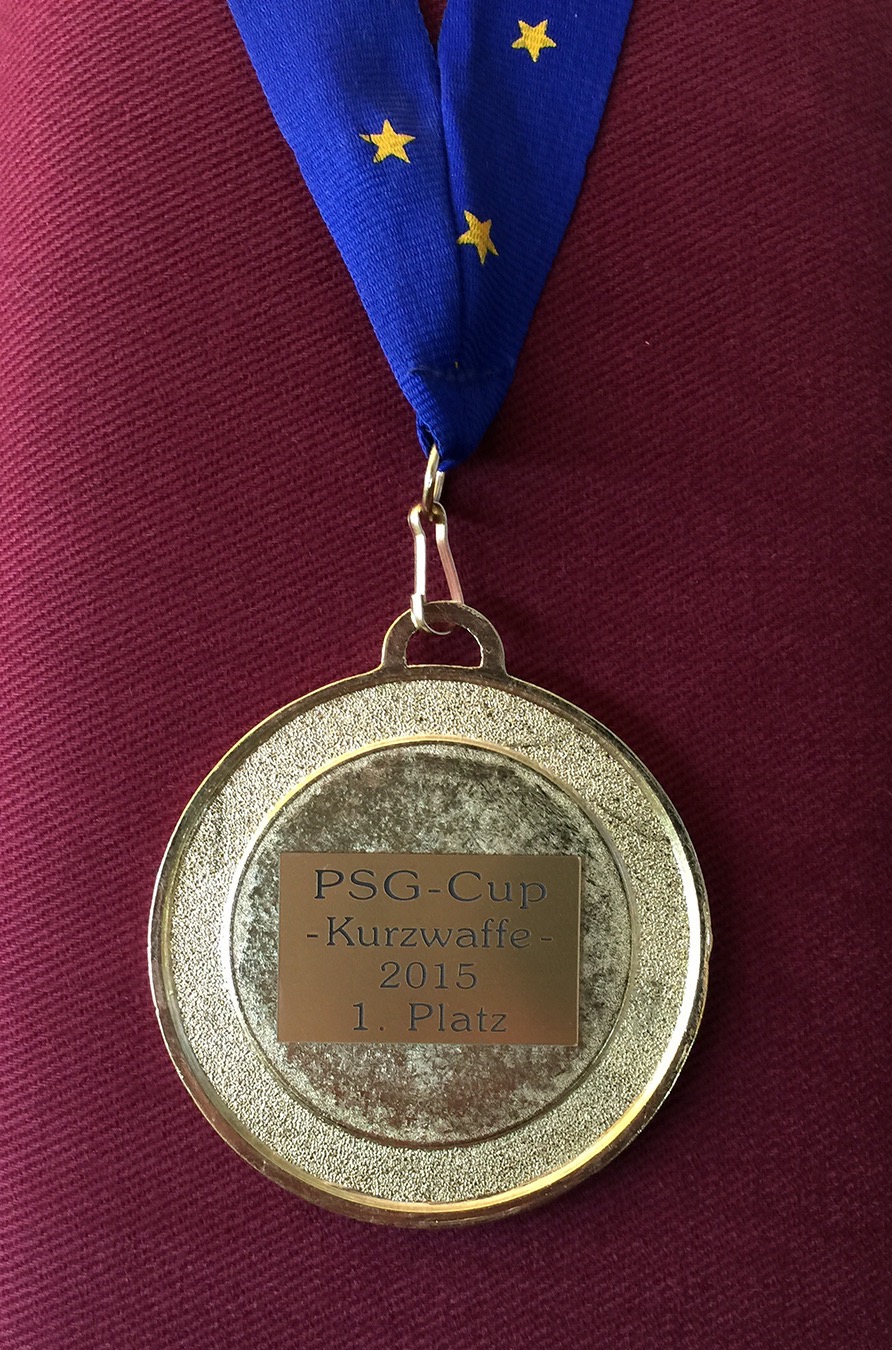 PSG-Cup
-Kurzwaffe-
2015
1. Platz